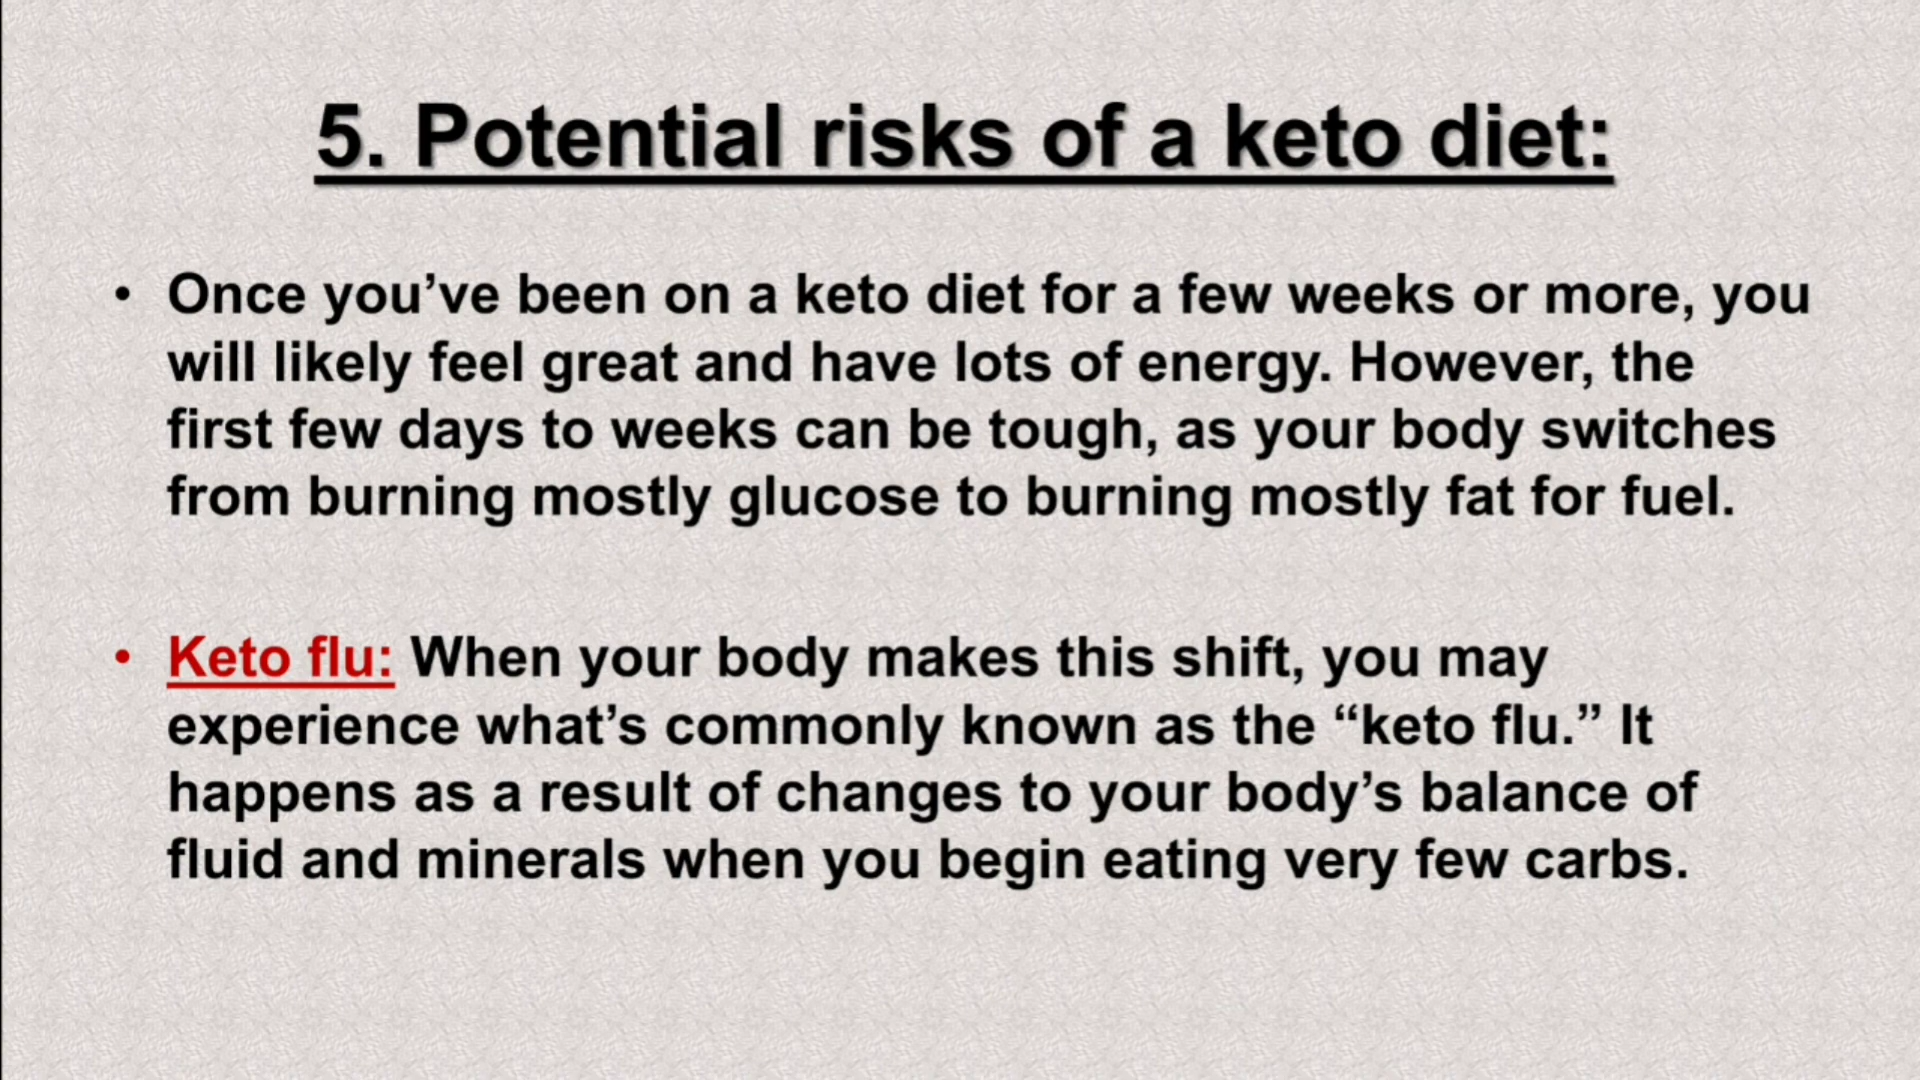 5. Potential risks of a keto diet:
• Once you’ve been on a keto diet for a few weeks or more, you
will likely feel great and have lots of energy. However, the
first few days to weeks can be tough, as your body switches
from burning mostly glucose to burning mostly fat for fuel.
• Keto flu: When your body makes this shift, you may
experience what’s commonly known as the “keto flu.” It
happens as a result of changes to your body’s balance of
fluid and minerals when you begin eating very few carbs.